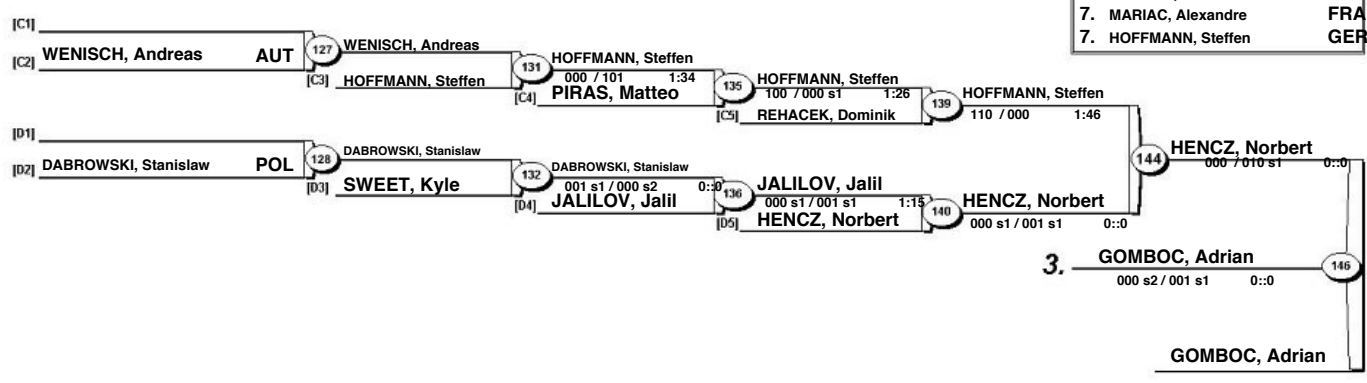 7. MARIAC, Alexandre FRA
7. HOFFMANN, Steffen GER
[C1]
[C2] WENISCH, Andreas AUT
127
WENISCH, Andreas
[C3] HOFFMANN, Steffen
131
HOFFMANN, Steffen
000 / 101 1:34
[C4] PIRAS, Matteo
135
HOFFMANN, Steffen
100 / 000 s1 1:26
[C5] REHACEK, Dominik
139
HOFFMANN, Steffen
110 / 000 1:46
[D1]
[D2] DABROWSKI, Stanislaw POL
128
DABROWSKI, Stanislaw
[D3] SWEET, Kyle
132
DABROWSKI, Stanislaw
001 s1 / 000 s2 0::0
[D4] JALILOV, Jalil
136
JALILOV, Jalil
000 s1 / 001 s1 1:15
[D5] HENCZ, Norbert
140
HENCZ, Norbert
000 s1 / 001 s1 0::0
144
HENCZ, Norbert
000 / 010 s1 0::0
3. GOMBOC, Adrian
000 s2 / 001 s1 0::0
146
GOMBOC, Adrian